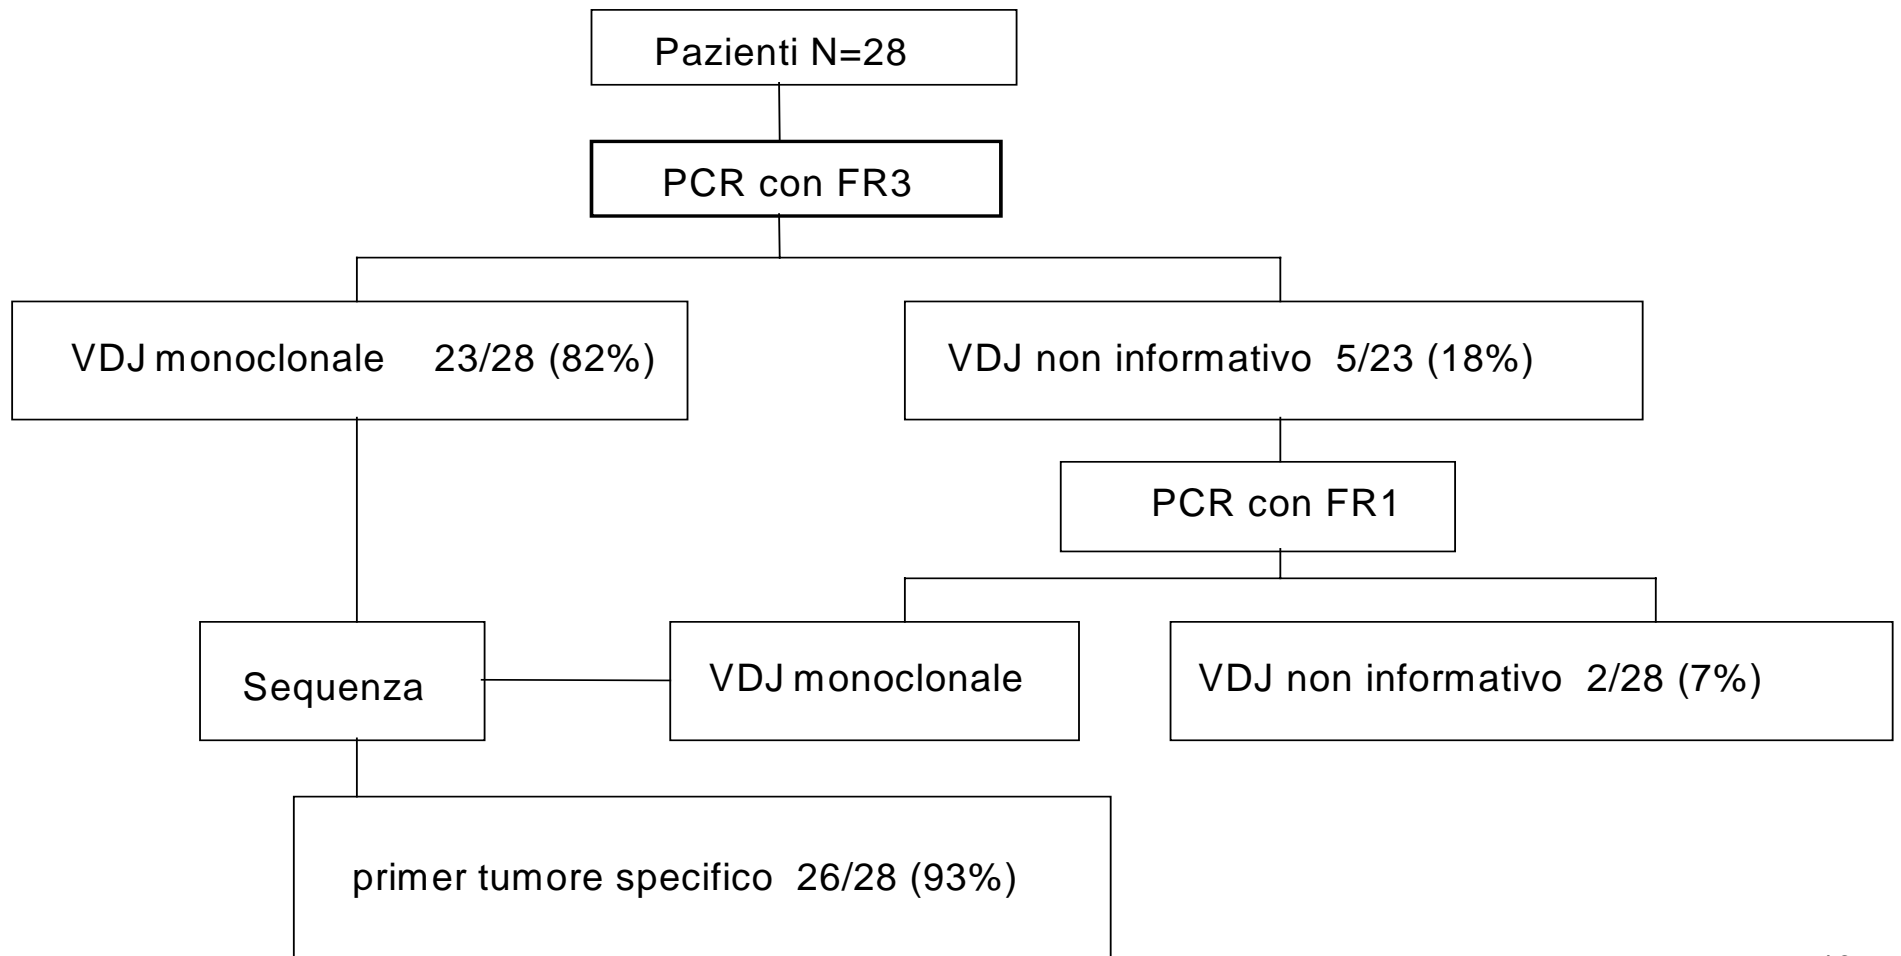 Pazienti N=28
PCR con FR3
VDJ monoclonale 23/28 (82%)
VDJ non informativo 5/23 (18%)
PCR con FR1
Sequenza
VDJ monoclonale
VDJ non informativo 2/28 (7%)
primer tumore specifico 26/28 (93%)